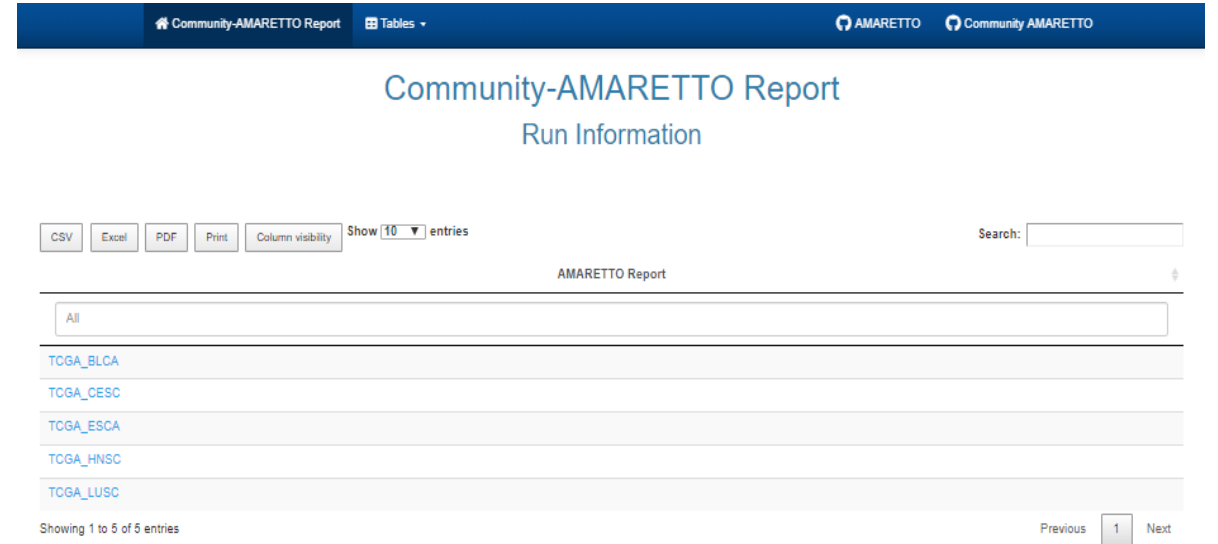 Community-AMARETTO Report Tables AMARETTO Community AMARETTO
Community-AMARETTO Report
Run Information
CSV Excel PDF Print Column visibility Show 10 entries Search:
AMARETTO Report
All
TCGA_BLCA
TCGA_CESC
TCGA_ESCA
TCGA_HNSC
TCGA_LUSC
Showing 1 to 5 of 5 entries Previous 1 Next